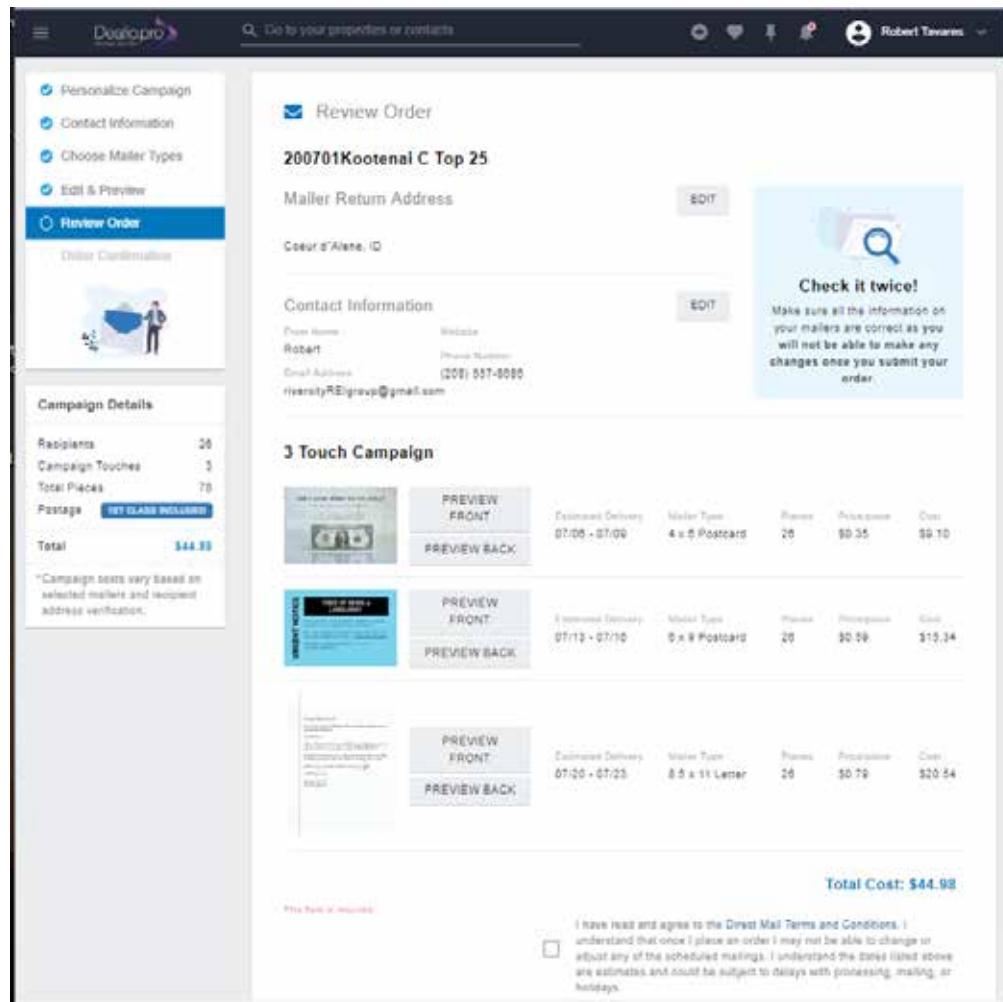 Dealopro
Go to your properties or contacts
Robert Tavares
Personalize Campaign
Contact Information
Choose Mailer Types
Edit & Preview
Review Order
Order Confirmation
Campaign Details
Recipients 26
Campaign Touches 3
Total Pieces 78
Postage 1ST CLASS INCLUDED
Total $44.98
*Campaign costs vary based on
selected mailers and recipient
address verification.
Review Order
200701Kootenai C Top 25
Mailer Return Address
EDIT
Coeur d'Alene, ID
Contact Information
EDIT
From Name Website
Robert
Phone Number
Email Address
riversityREIgroup@gmail.com
Check it twice!
Make sure all the information on
your mailers are correct as you
will not be able to make any
changes once you submit your
order.
3 Touch Campaign
PREVIEW
FRONT
PREVIEW BACK
Estimated Delivery Mailer Type Pieces Price/piece Cost
07/06 - 07/09 4 x 6 Postcard 26 $0.35 $9.10
URGENT NOTICE
TIRED OF BEING A
LANDLORD?
PREVIEW
FRONT
PREVIEW BACK
Estimated Delivery Mailer Type Pieces Price/piece Cost
07/13 - 07/16 6 x 9 Postcard 26 $0.59 $15.34
PREVIEW
FRONT
PREVIEW BACK
Estimated Delivery Mailer Type Pieces Price/piece Cost
07/20 - 07/23 8.5 x 11 Letter 26 $0.79 $20.54
Total Cost: $44.98
This field is required
I have read and agree to the Direct Mail Terms and Conditions. I
understand that once I place an order I may not be able to change or
adjust any of the scheduled mailings. I understand the dates listed above
are estimates and could be subject to delays with processing, mailing, or
holidays.